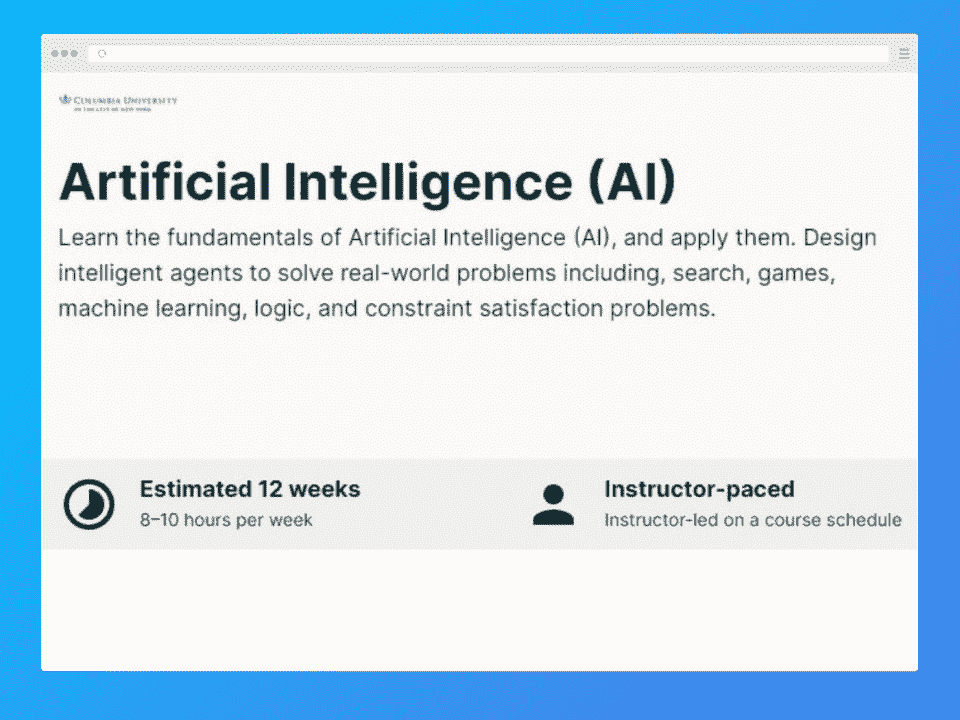 COLUMBIA UNIVERSITY
IN THE CITY OF NEW YORK
Artificial Intelligence (AI)
Learn the fundamentals of Artificial Intelligence (AI), and apply them. Design
intelligent agents to solve real-world problems including, search, games,
machine learning, logic, and constraint satisfaction problems.
Estimated 12 weeks
8–10 hours per week
Instructor-paced
Instructor-led on a course schedule